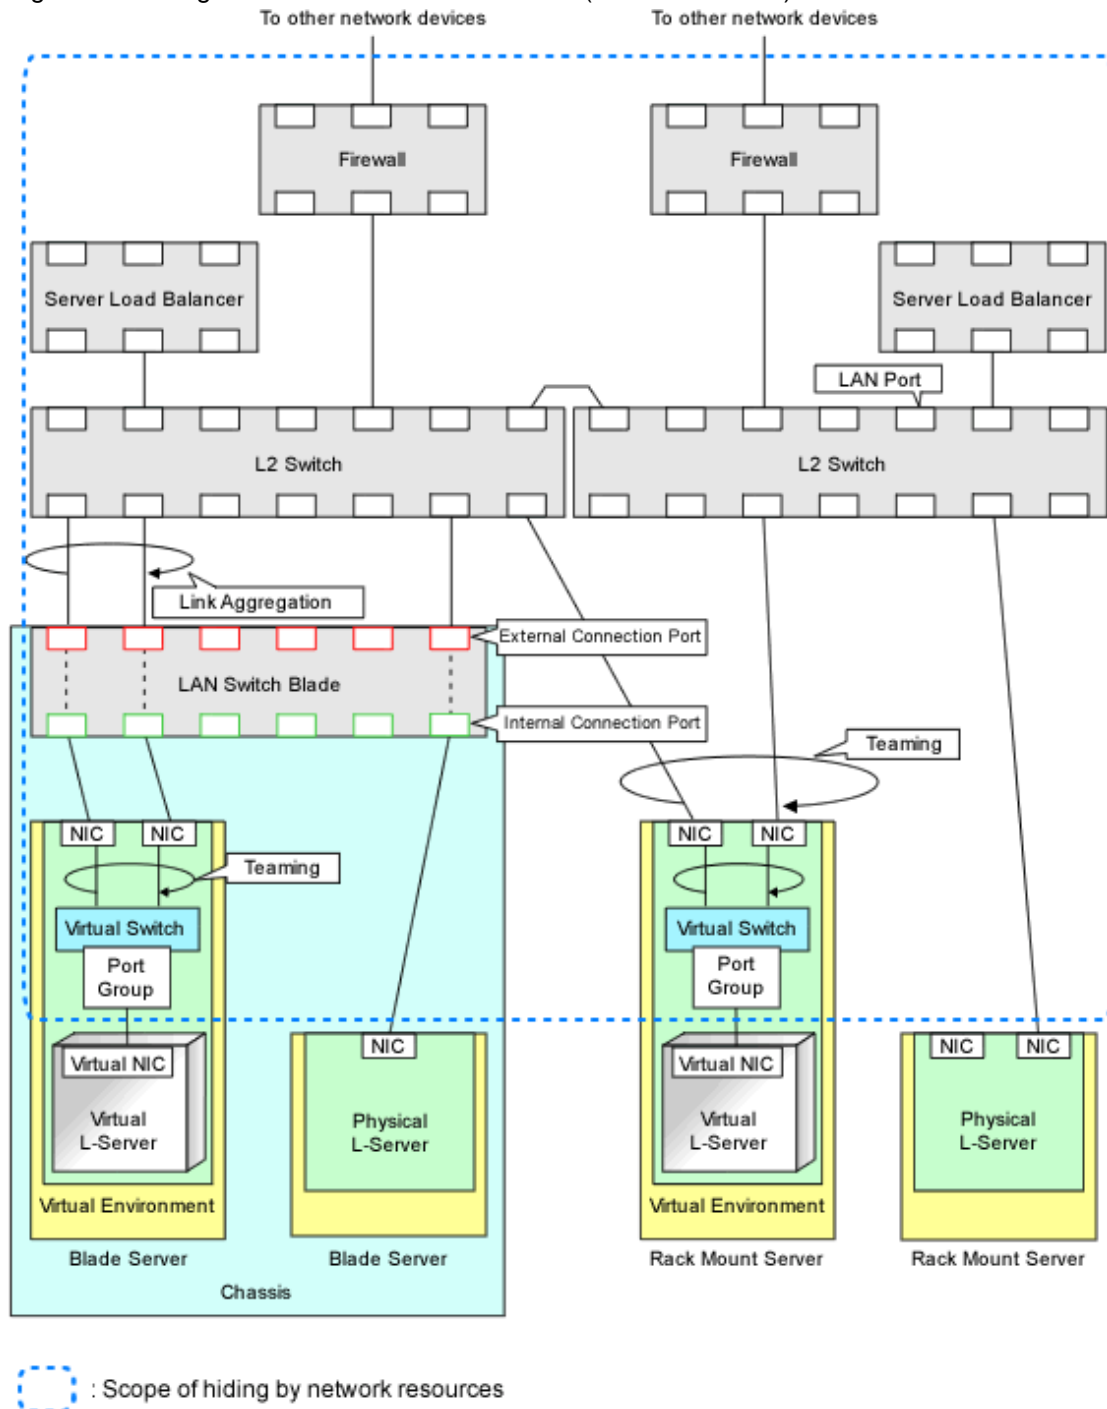 To other network devices
To other network devices
Firewall
Firewall
Server Load Balancer
Server Load Balancer
LAN Port
L2 Switch
L2 Switch
Link Aggregation
External Connection Port
LAN Switch Blade
Internal Connection Port
Teaming
NIC
NIC
NIC
NIC
Teaming
Virtual Switch
Virtual Switch
Port
Group
Port
Group
NIC
NIC
NIC
Virtual NIC
Virtual NIC
Virtual
L-Server
Physical
L-Server
Virtual
L-Server
Physical
L-Server
Virtual Environment
Virtual Environment
Blade Server
Blade Server
Rack Mount Server
Rack Mount Server
Chassis
: Scope of hiding by network resources